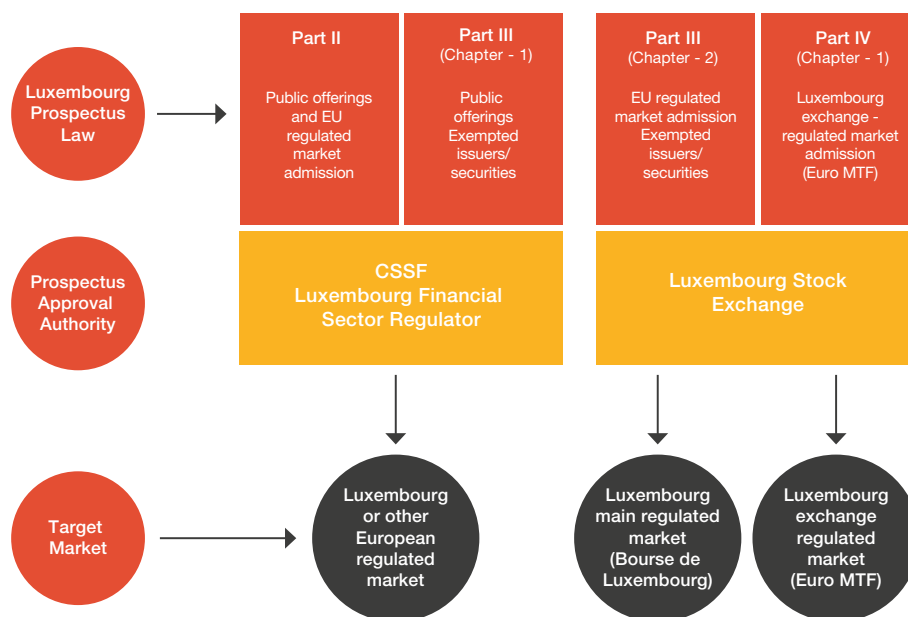 Luxembourg
Prospectus
Law
Part II
Public offerings
and EU
regulated
market
admission
Part III
(Chapter - 1)
Public
offerings
Exempted
issuers/
securities
Part III
(Chapter - 2)
EU regulated
market admission
Exempted
issuers/
securities
Part IV
(Chapter - 1)
Luxembourg
exchange -
regulated market
admission
(Euro MTF)
Prospectus
Approval
Authority
CSSF
Luxembourg Financial
Sector Regulator
Luxembourg Stock
Exchange
Target
Market
Luxembourg
or other
European
regulated
market
Luxembourg
main regulated
market
(Bourse de
Luxembourg)
Luxembourg
exchange
regulated
market
(Euro MTF)